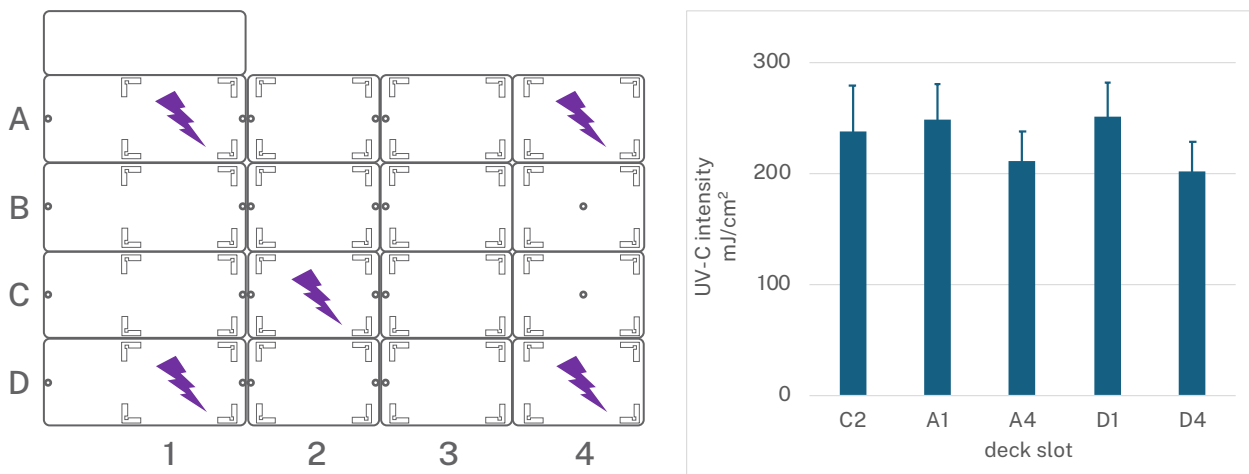 A
B
C
D
1 2 3 4
300
200
100
0
UV-C intensity
mJ/cm²
C2 A1 A4 D1 D4
deck slot